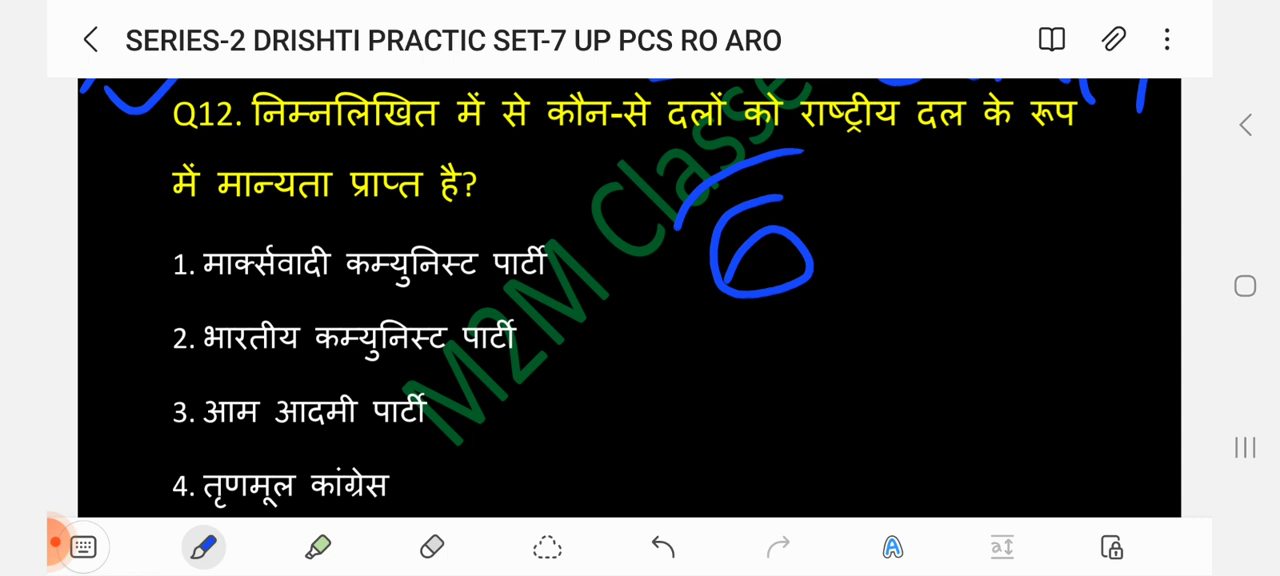 SERIES-2 DRISHTI PRACTIC SET-7 UP PCS RO ARO
Q12. निम्नलिखित में से कौन-से दलों को राष्ट्रीय दल के रूप
में मान्यता प्राप्त है?
6
1. मार्क्सवादी कम्युनिस्ट पार्टी
2. भारतीय कम्युनिस्ट पार्टी
3. आम आदमी पार्टी
4. तृणमूल कांग्रेस
M2M Classe